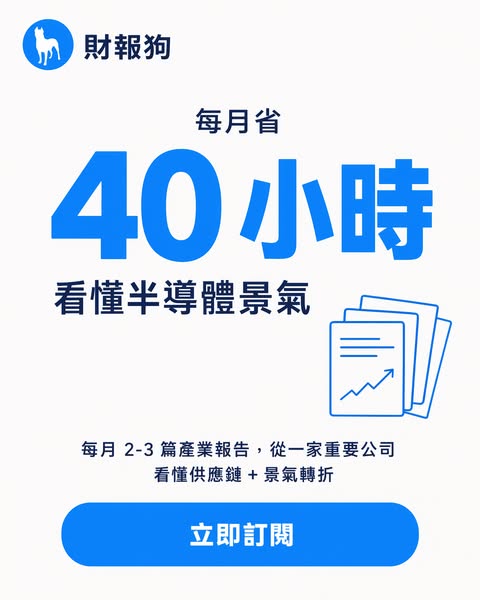 財報狗
每月省
40小時
看懂半導體景氣
每月 2-3 篇產業報告，從一家重要公司
看懂供應鏈 + 景氣轉折
立即訂閱